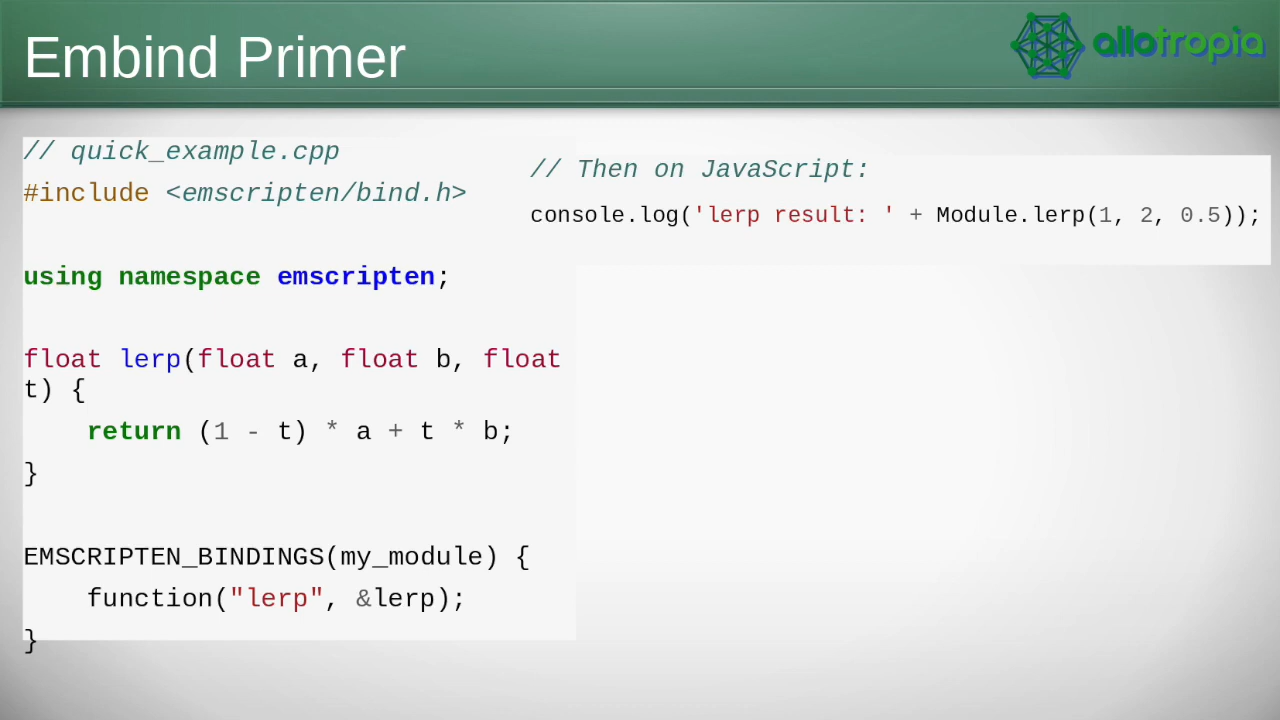 Embind Primer
allotropia
// quick_example.cpp
#include <emscripten/bind.h>
using namespace emscripten;
float lerp(float a, float b, float
t) {
    return (1 - t) * a + t * b;
}
EMSCRIPTEN_BINDINGS(my_module) {
    function("lerp", &lerp);
}
// Then on JavaScript:
console.log('lerp result: ' + Module.lerp(1, 2, 0.5));